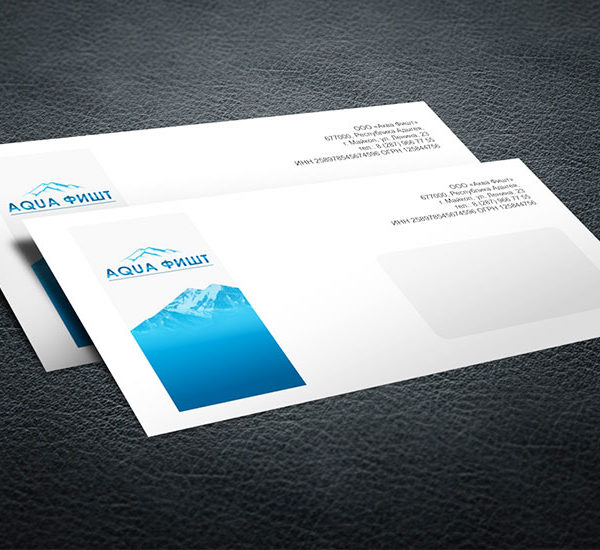 ООО «Аква Фишт»
677000, Республика Адыгея,
г. Майкоп, ул. Ленина, 23
тел.: 8 (287) 966 77 55
ИНН 258978545674596 ОГРН 125844756
AQUA ФИШТ
ООО «Аква Фишт»
677000, Республика Адыгея,
г. Майкоп, ул. Ленина, 23
тел.: 8 (287) 966 77 55
ИНН 258978545674596 ОГРН 125844756
AQUA ФИШТ